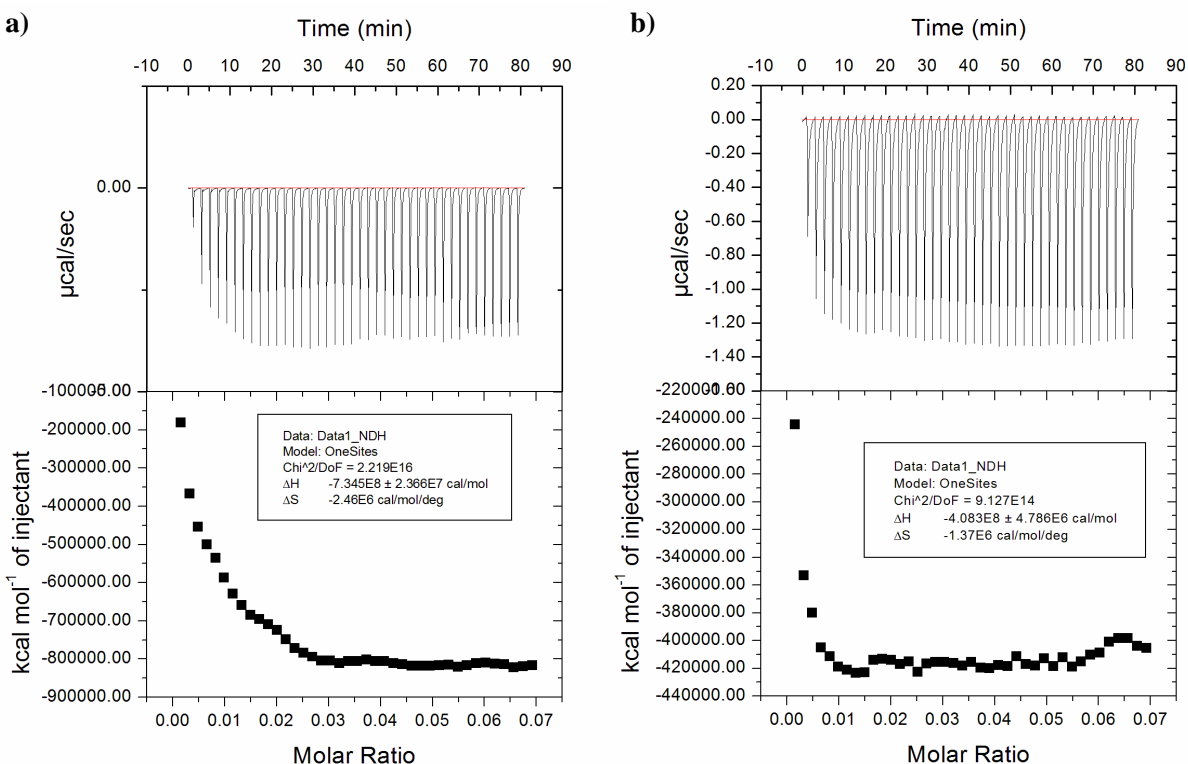 a)
Time (min)
-10 0 10 20 30 40 50 60 70 80 90
0.00
µcal/sec
-100000.00
-200000.00
-300000.00
-400000.00
-500000.00
-600000.00
-700000.00
-800000.00
-900000.00
kcal mol⁻¹ of injectant
Data: Data1_NDH
Model: OneSites
Chi^2/DoF = 2.219E16
ΔH -7.345E8 ± 2.366E7 cal/mol
ΔS -2.46E6 cal/mol/deg
0.00 0.01 0.02 0.03 0.04 0.05 0.06 0.07
Molar Ratio
b)
Time (min)
-10 0 10 20 30 40 50 60 70 80 90
0.20
0.00
-0.20
-0.40
-0.60
-0.80
-1.00
-1.20
-1.40
µcal/sec
-240000.00
-260000.00
-280000.00
-300000.00
-320000.00
-340000.00
-360000.00
-380000.00
-400000.00
-420000.00
-440000.00
kcal mol⁻¹ of injectant
Data: Data1_NDH
Model: OneSites
Chi^2/DoF = 9.127E14
ΔH -4.083E8 ± 4.786E6 cal/mol
ΔS -1.37E6 cal/mol/deg
0.00 0.01 0.02 0.03 0.04 0.05 0.06 0.07
Molar Ratio